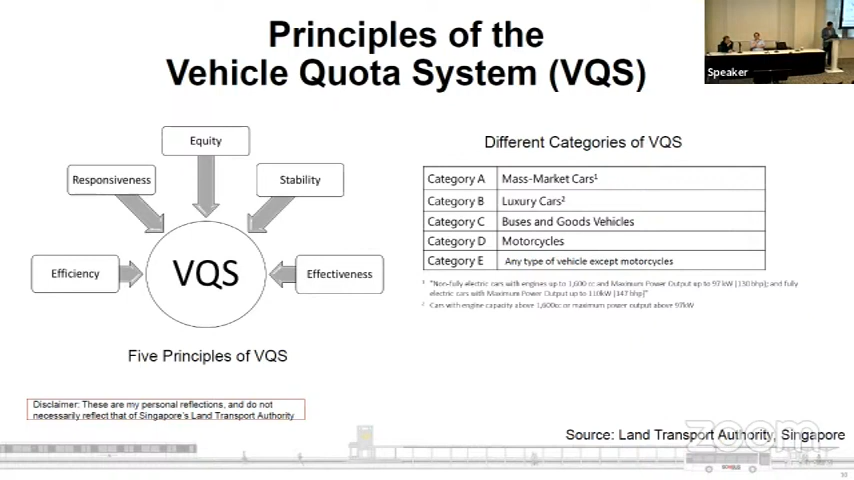 Principles of the
Vehicle Quota System (VQS)
Speaker
Equity
Responsiveness
Stability
Efficiency
VQS
Effectiveness
Five Principles of VQS
Different Categories of VQS
Category A Mass-Market Cars¹
Category B Luxury Cars²
Category C Buses and Goods Vehicles
Category D Motorcycles
Category E Any type of vehicle except motorcycles
¹ "Non-fully electric cars with engines up to 1,600 cc and Maximum Power Output up to 97 kW (130 bhp); and fully
electric cars with Maximum Power Output up to 110kW (147 bhp)"
² Cars with engine capacity above 1,600cc or maximum power output above 97kW
Disclaimer: These are my personal reflections, and do not
necessarily reflect that of Singapore's Land Transport Authority
Source: Land Transport Authority, Singapore
zoom